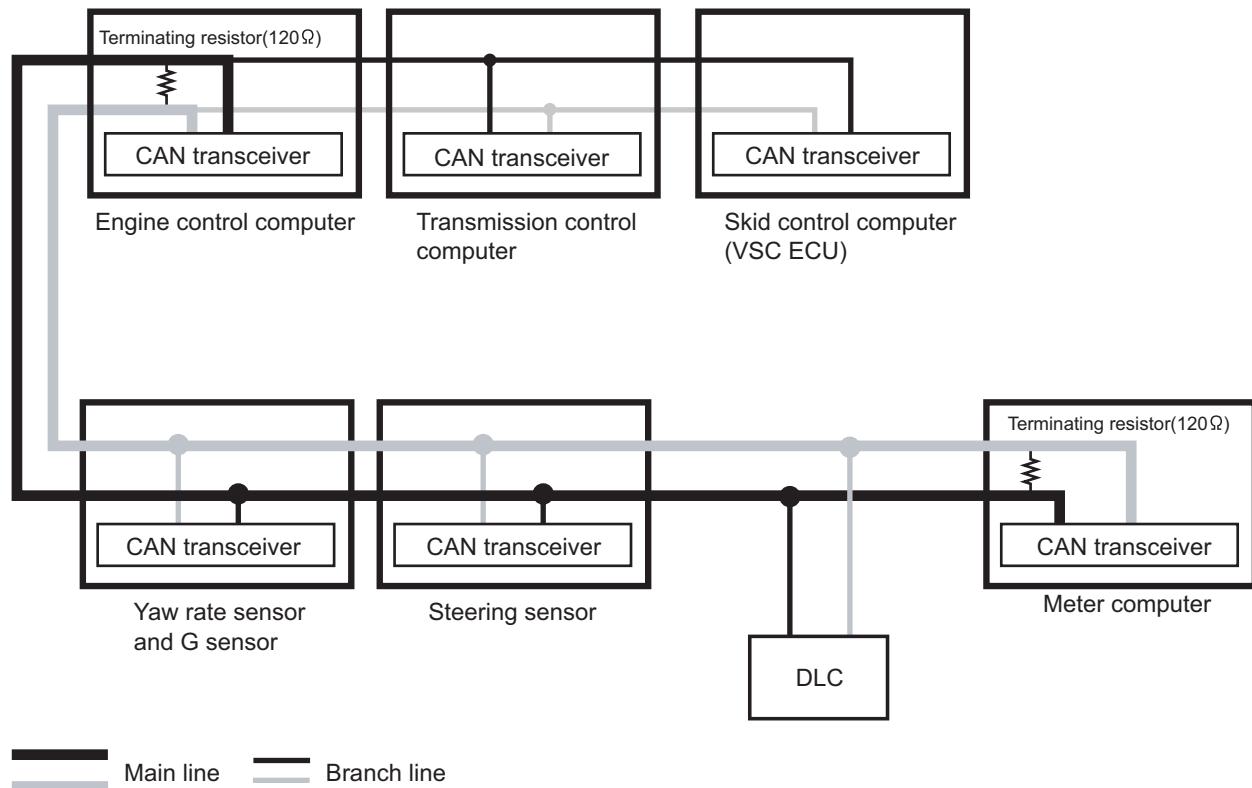 Terminating resistor(120Ω)
CAN transceiver
CAN transceiver
CAN transceiver
Engine control computer
Transmission control
computer
Skid control computer
(VSC ECU)
Terminating resistor(120Ω)
CAN transceiver
CAN transceiver
CAN transceiver
Yaw rate sensor
and G sensor
Steering sensor
Meter computer
DLC
Main line
Branch line